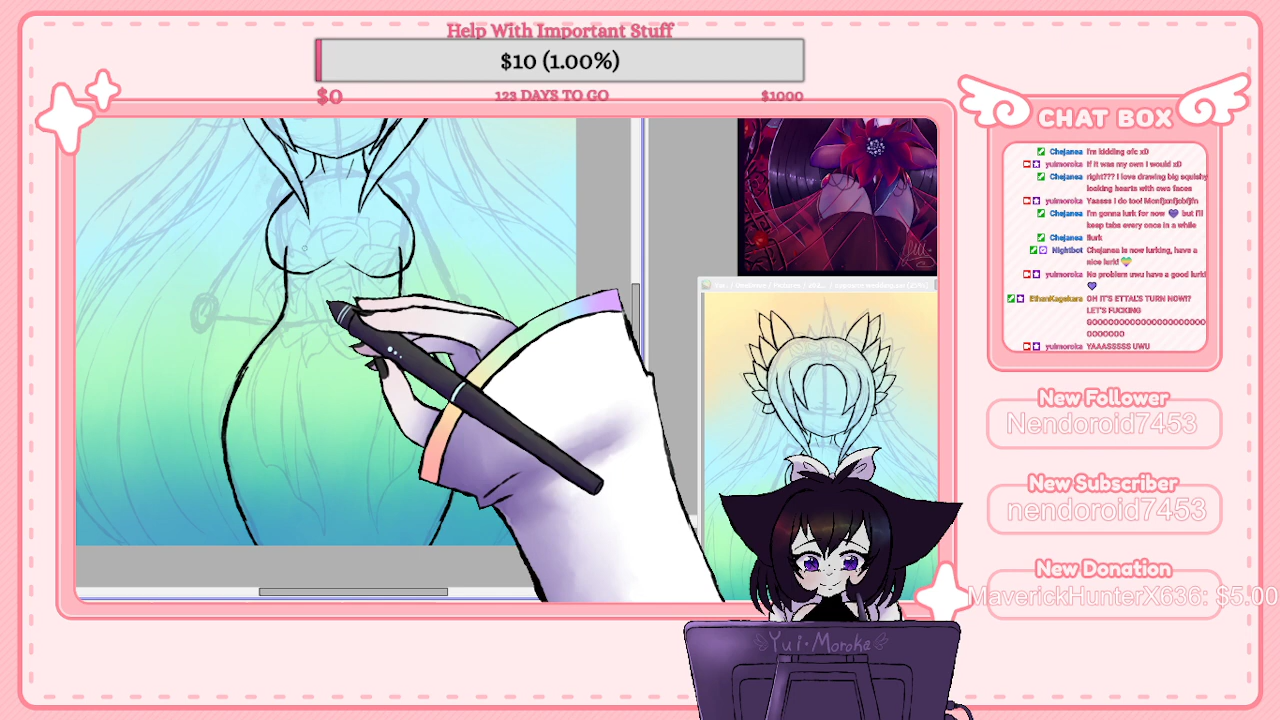 Help With Important Stuff
$10 (1.00%)
$0
123 DAYS TO GO
$1000
CHAT BOX
Chejanea I'm kidding ofc xD
yuimoroka If it was my own I would xD
Chejanea right??? I love drawing big squishy
looking hearts with owo faces
yuimoroka Yaasss I do too!
Chejanea I'm gonna lurk for now 💜 but I'll
keep tabs every once in a while
Chejanea !lurk
Nightbot Chejanea is now lurking, have a
nice lurk!
yuimoroka No problem uwu have a good lurk!
💜
EthanKagekara OH IT'S ETTAL'S TURN NOW!?
LET'S FUCKING
yuimoroka YAAASSSSS UWU
New Follower
Nendoroid7453
New Subscriber
nendoroid7453
New Donation
MaverickHunterX636: $5.00
Yui·Moroka